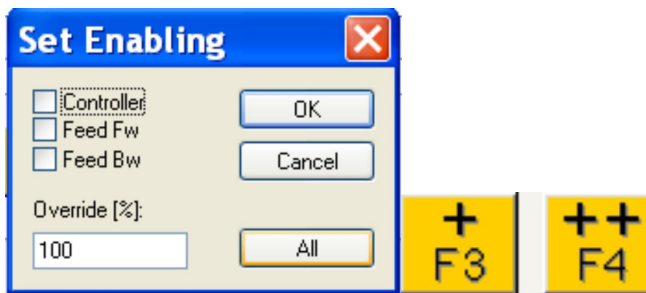 Set Enabling
Controller
Feed Fw
Feed Bw
OK
Cancel
Override [%]:
100
All
+
F3
++
F4